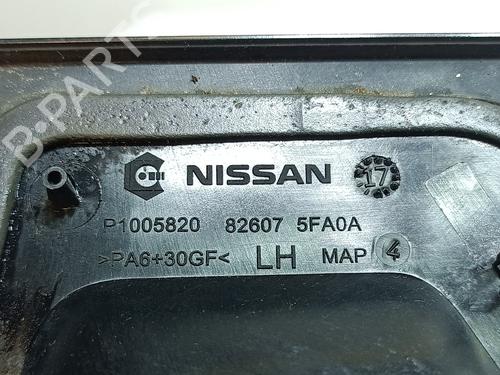 B-PARTS
NISSAN 17
P1005820 82607 5FA0A
>PA6+30GF< LH MAP 4